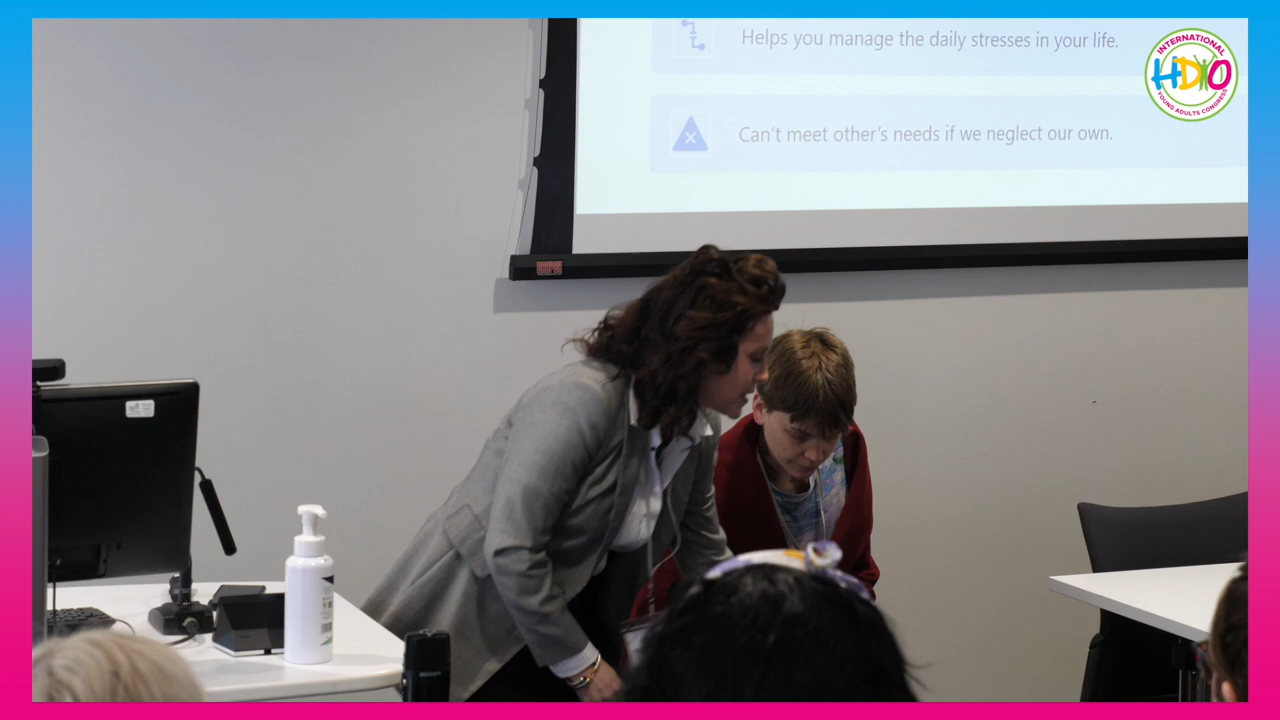 Helps you manage the daily stresses in your life.
Can't meet other's needs if we neglect our own.
INTERNATIONAL
HDYO
YOUNG ADULTS CONGRESS